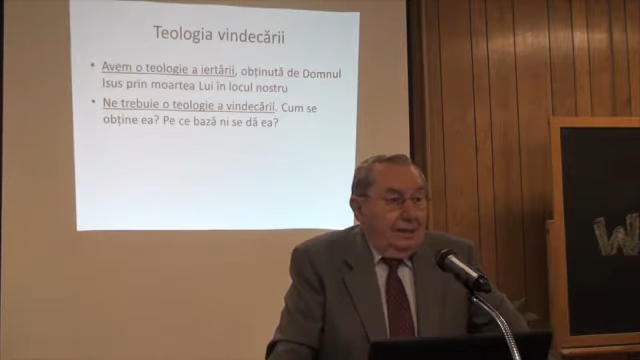 Teologia vindecării
• Avem o teologie a iertării, obținută de Domnul
Isus prin moartea Lui în locul nostru
• Ne trebuie o teologie a vindecării. Cum se
obține ea? Pe ce bază ni se dă ea?
W